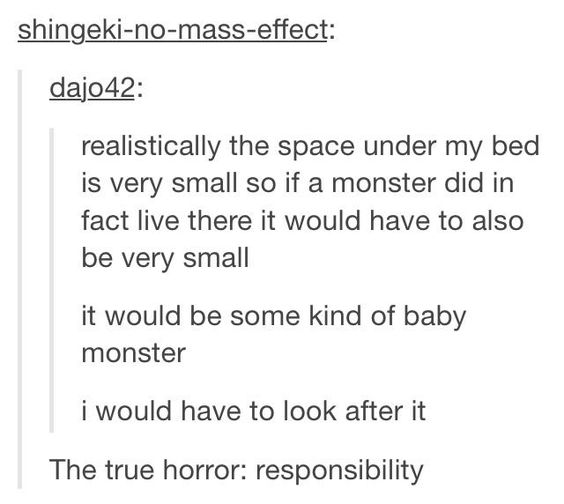 shingeki-no-mass-effect:
dajo42:
realistically the space under my bed
is very small so if a monster did in
fact live there it would have to also
be very small
it would be some kind of baby
monster
i would have to look after it
The true horror: responsibility